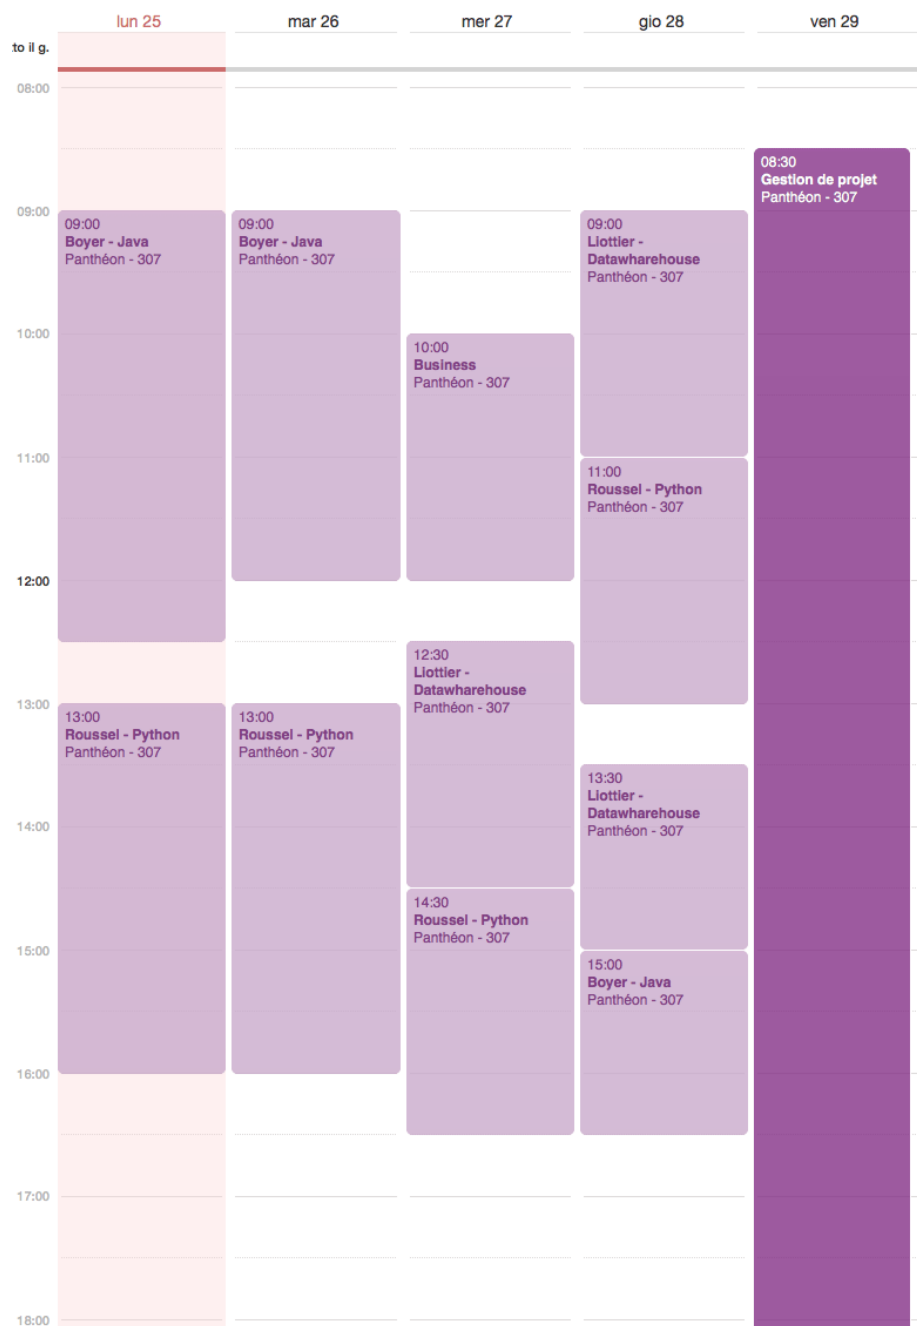 lun 25
mar 26
mer 27
gio 28
ven 29
to il g.
08:00
09:00
10:00
11:00
12:00
13:00
14:00
15:00
16:00
17:00
18:00
09:00
Boyer - Java
Panthéon - 307
13:00
Roussel - Python
Panthéon - 307
09:00
Boyer - Java
Panthéon - 307
13:00
Roussel - Python
Panthéon - 307
10:00
Business
Panthéon - 307
12:30
Liottier -
Datawharehouse
Panthéon - 307
14:30
Roussel - Python
Panthéon - 307
09:00
Liottier -
Datawharehouse
Panthéon - 307
11:00
Roussel - Python
Panthéon - 307
13:30
Liottier -
Datawharehouse
Panthéon - 307
15:00
Boyer - Java
Panthéon - 307
08:30
Gestion de projet
Panthéon - 307